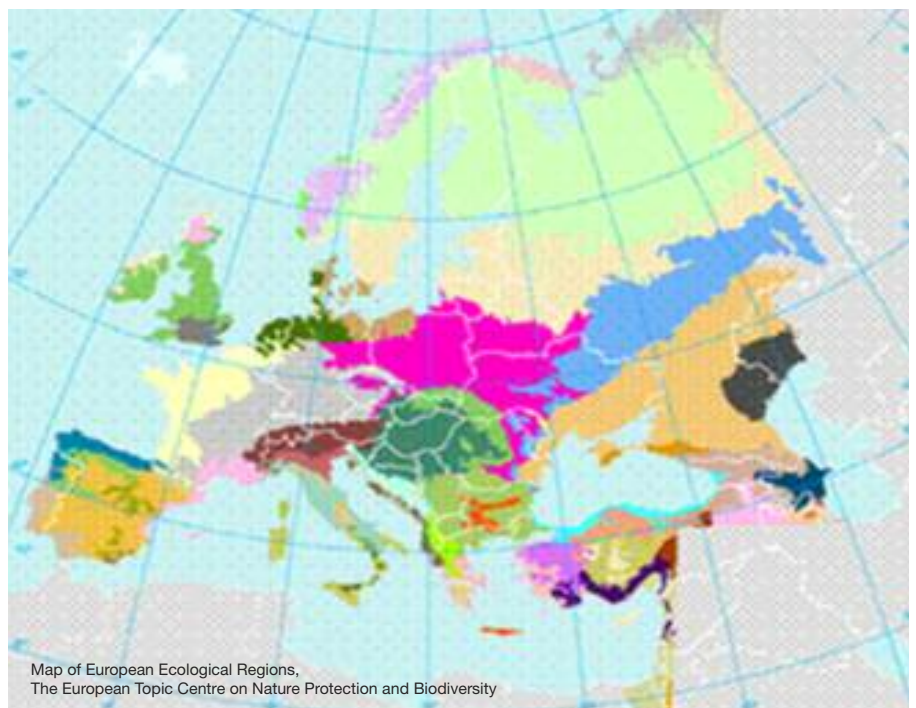 Map of European Ecological Regions,
The European Topic Centre on Nature Protection and Biodiversity